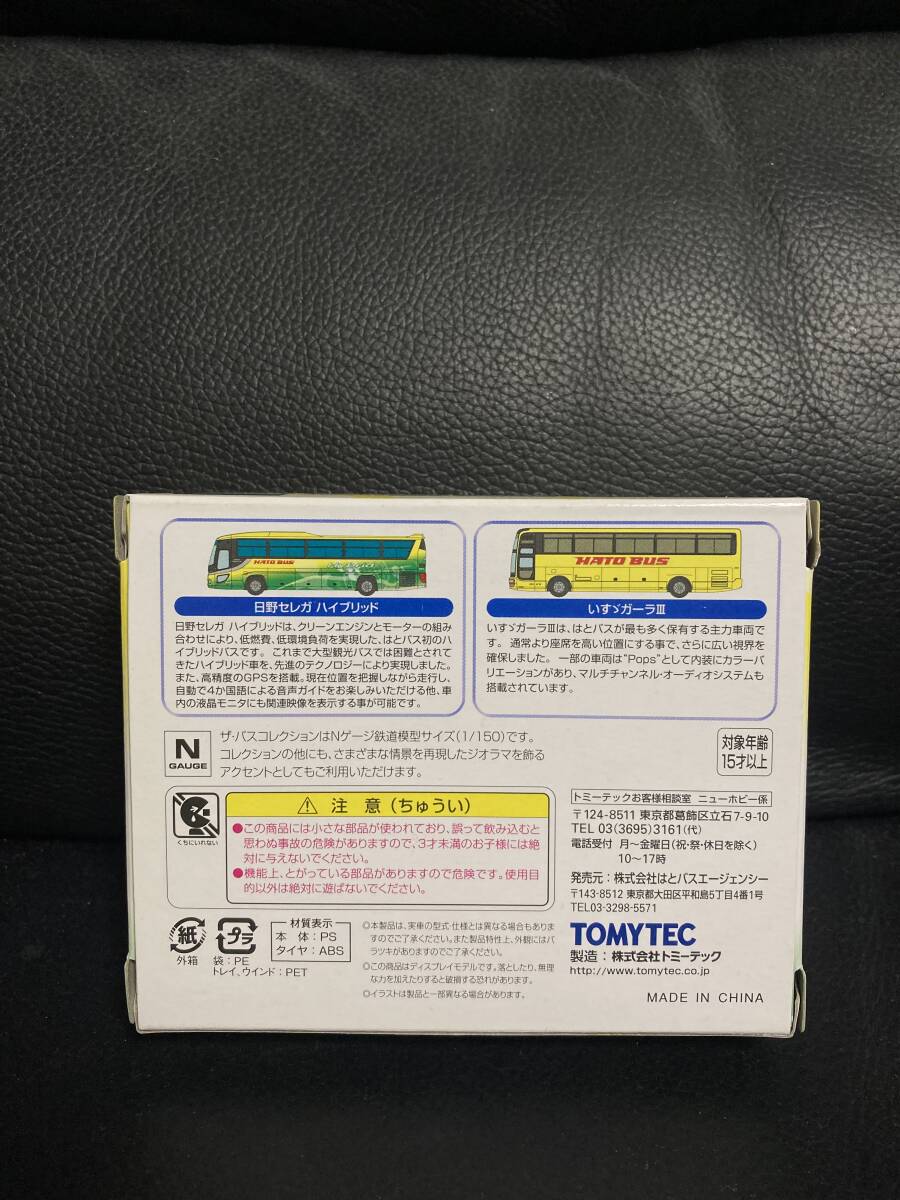 HATO BUS
日野セレガ ハイブリッド
日野セレガ ハイブリッドは、クリーンエンジンとモーターの組み
合わせにより、低燃費、低環境負荷を実現した、はとバス初のハイ
ブリッドバスです。 これまで大型観光バスでは困難とされて
きたハイブリッド車を、先進のテクノロジーにより実現しました。
また、高精度のGPSを搭載。現在位置を把握しながら走行し、
自動で4か国語による音声ガイドをお楽しみいただける他、車
内の液晶モニタにも関連映像を表示する事が可能です。
HATO BUS
いすゞガーラⅢ
いすゞガーラⅢは、はとバスが最も多く保有する主力車両で
す。 通常より座席を高い位置にする事で、さらに広い視界を
確保しました。 一部の車両は"Pops"として内装にカラーバ
リエーションがあり、マルチチャンネル・オーディオシステムも
搭載されています。
N
GAUGE
ザ・バスコレクションはNゲージ鉄道模型サイズ(1/150)です。
コレクションの他にも、さまざまな情景を再現したジオラマを飾る
アクセントとしてもご利用いただけます。
対象年齢
15才以上
くちにいれない
注 意 (ちゅうい)
●この商品には小さな部品が使われており、誤って飲み込むと
思わぬ事故の危険がありますので、3才未満のお子様には絶
対に与えないでください。
●機能上、とがっている部品がありますので危険です。使用目
的以外は絶対に遊ばないでください。
トミーテックお客様相談室 ニューホビー係
〒124-8511 東京都葛飾区立石7-9-10
TEL 03(3695)3161(代)
電話受付 月～金曜日(祝・祭・休日を除く)
10～17時
発売元:株式会社はとバスエージェンシー
〒143-8512 東京都大田区平和島5丁目4番1号
TEL03-3298-5571
TOMYTEC
製造:株式会社トミーテック
http://www.tomytec.co.jp
MADE IN CHINA
紙
外箱
プラ
袋:PE
トレイ、ウインド:PET
材質表示
本 体:PS
タイヤ:ABS
◎本製品は、実車の型式・仕様とは異なる場合もありま
すのでご了承ください。また製品特性上、外観にはバ
ラツキがありますのでご了承ください。
◎この商品はディスプレイモデルです。落としたり、無理
な力を加えたりすると破損する恐れがあります。
◎イラストは製品と一部異なる場合があります。